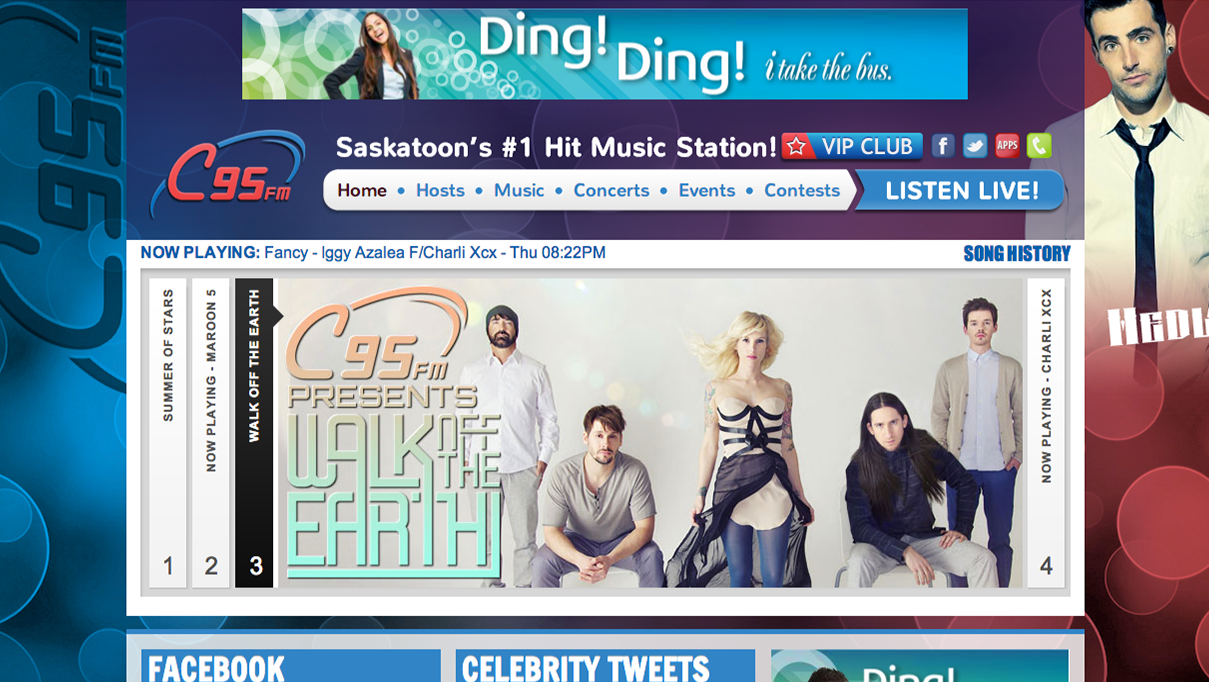 Ding! Ding! i take the bus.
C95FM
C95FM
Saskatoon's #1 Hit Music Station! VIP CLUB APPS
Home • Hosts • Music • Concerts • Events • Contests LISTEN LIVE!
NOW PLAYING: Fancy - Iggy Azalea F/Charli Xcx - Thu 08:22PM SONG HISTORY
SUMMER OF STARS 1
NOW PLAYING - MAROON 5 2
WALK OFF THE EARTH 3
C95FM
PRESENTS
WALK OFF
THE
EARTH
NOW PLAYING - CHARLI XCX 4
FACEBOOK
CELEBRITY TWEETS
Ding!